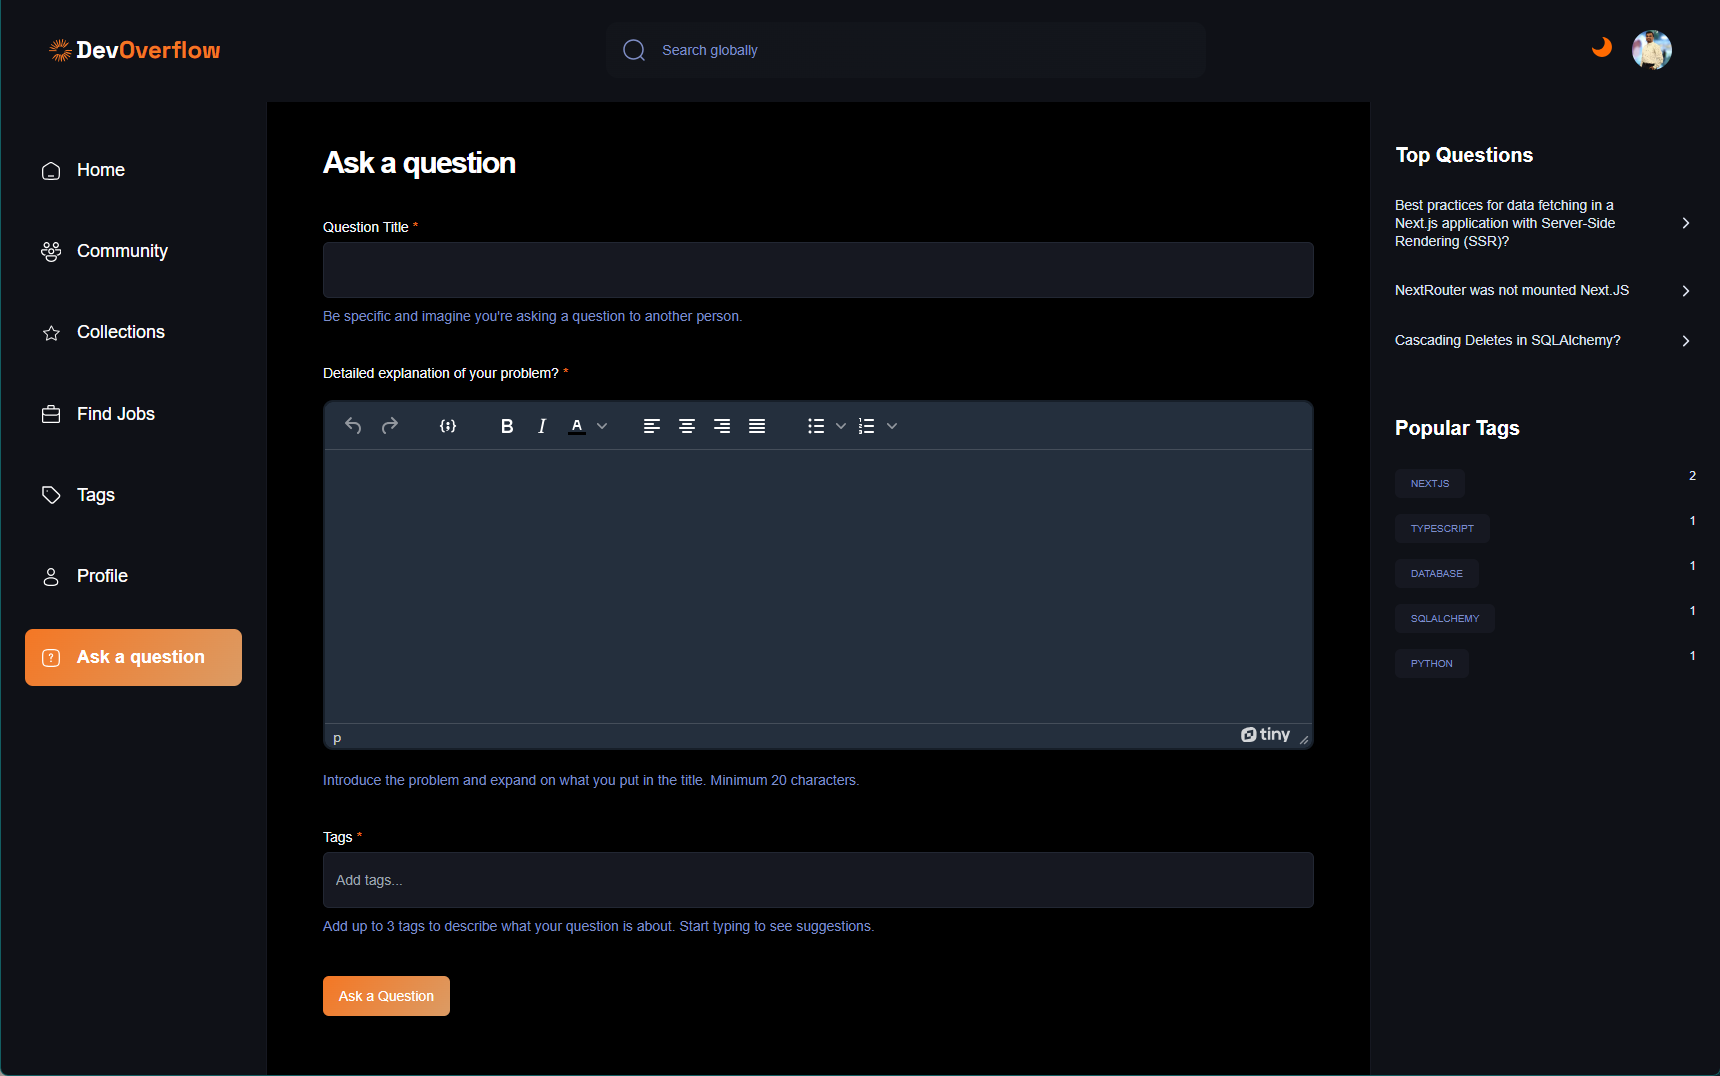 DevOverflow
Search globally
Home
Community
Collections
Find Jobs
Tags
Profile
Ask a question
Ask a question
Question Title *
Be specific and imagine you're asking a question to another person.
Detailed explanation of your problem? *
B I A
p
tiny
Introduce the problem and expand on what you put in the title. Minimum 20 characters.
Tags *
Add tags...
Add up to 3 tags to describe what your question is about. Start typing to see suggestions.
Ask a Question
Top Questions
Best practices for data fetching in a
Next.js application with Server-Side
Rendering (SSR)?
NextRouter was not mounted Next.JS
Cascading Deletes in SQLAlchemy?
Popular Tags
NEXTJS 2
TYPESCRIPT 1
DATABASE 1
SQLALCHEMY 1
PYTHON 1